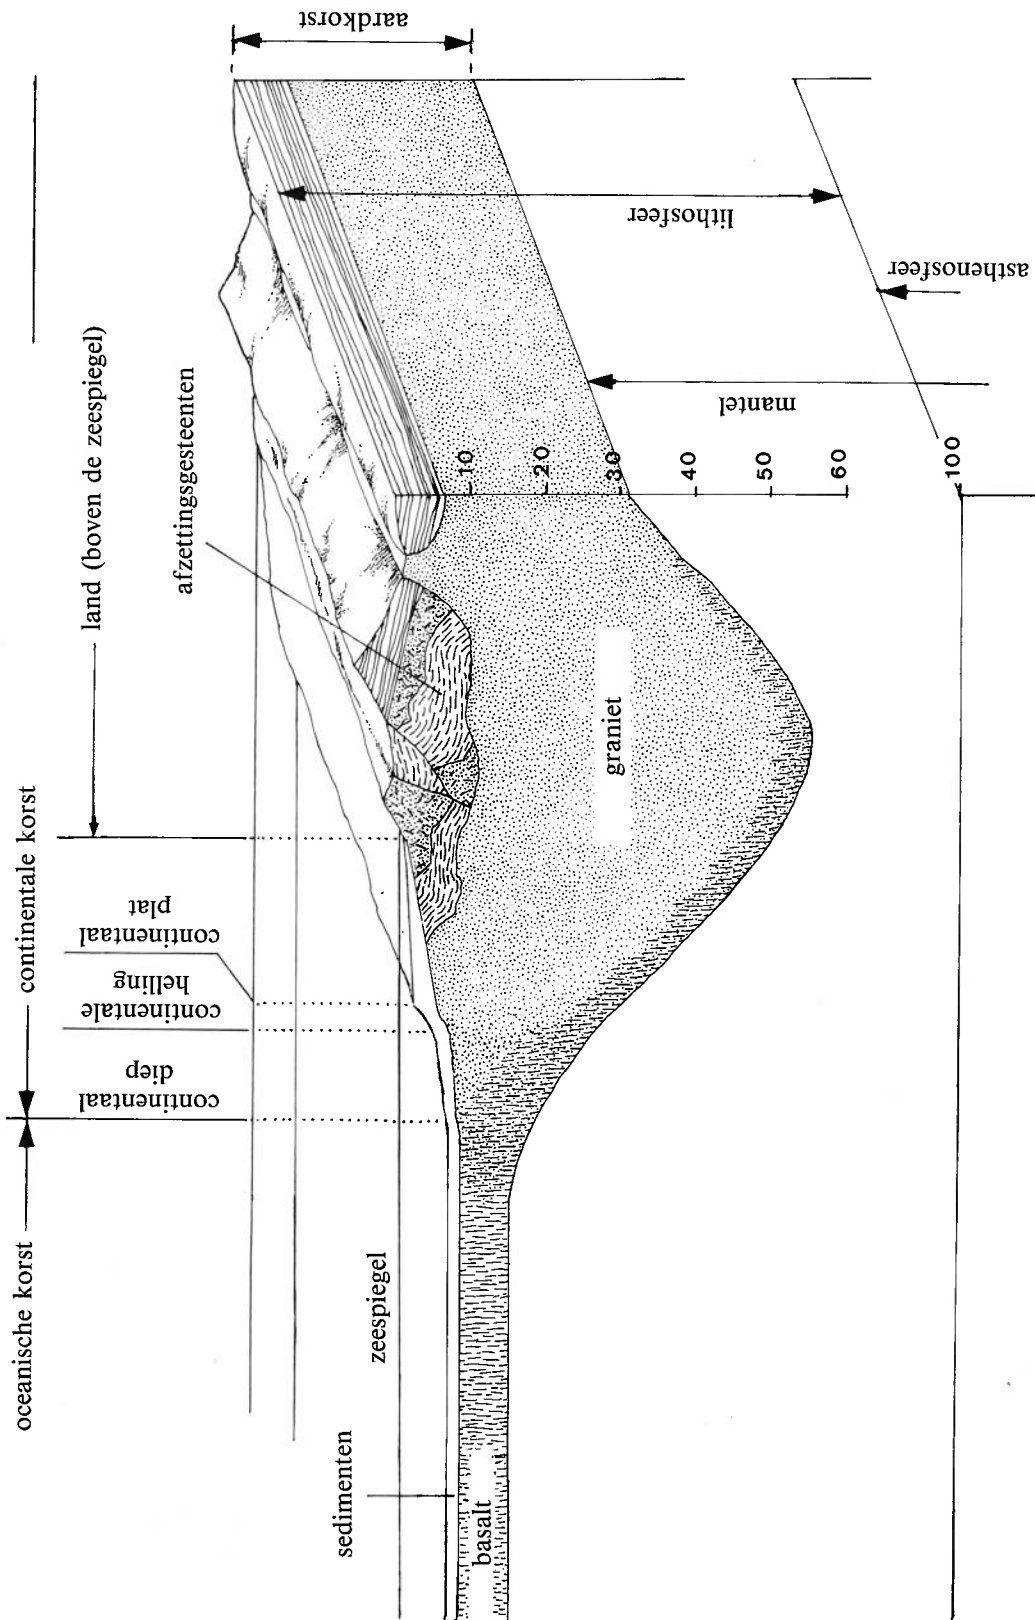 oceanische korst
continentale korst
land (boven de zeespiegel)
continentaal
diep
continentale
helling
continentaal
plat
afzettingsgesteenten
zeespiegel
sedimenten
basalt
graniet
aardkorst
lithosfeer
asthenosfeer
mantel
10
20
30
40
50
60
100